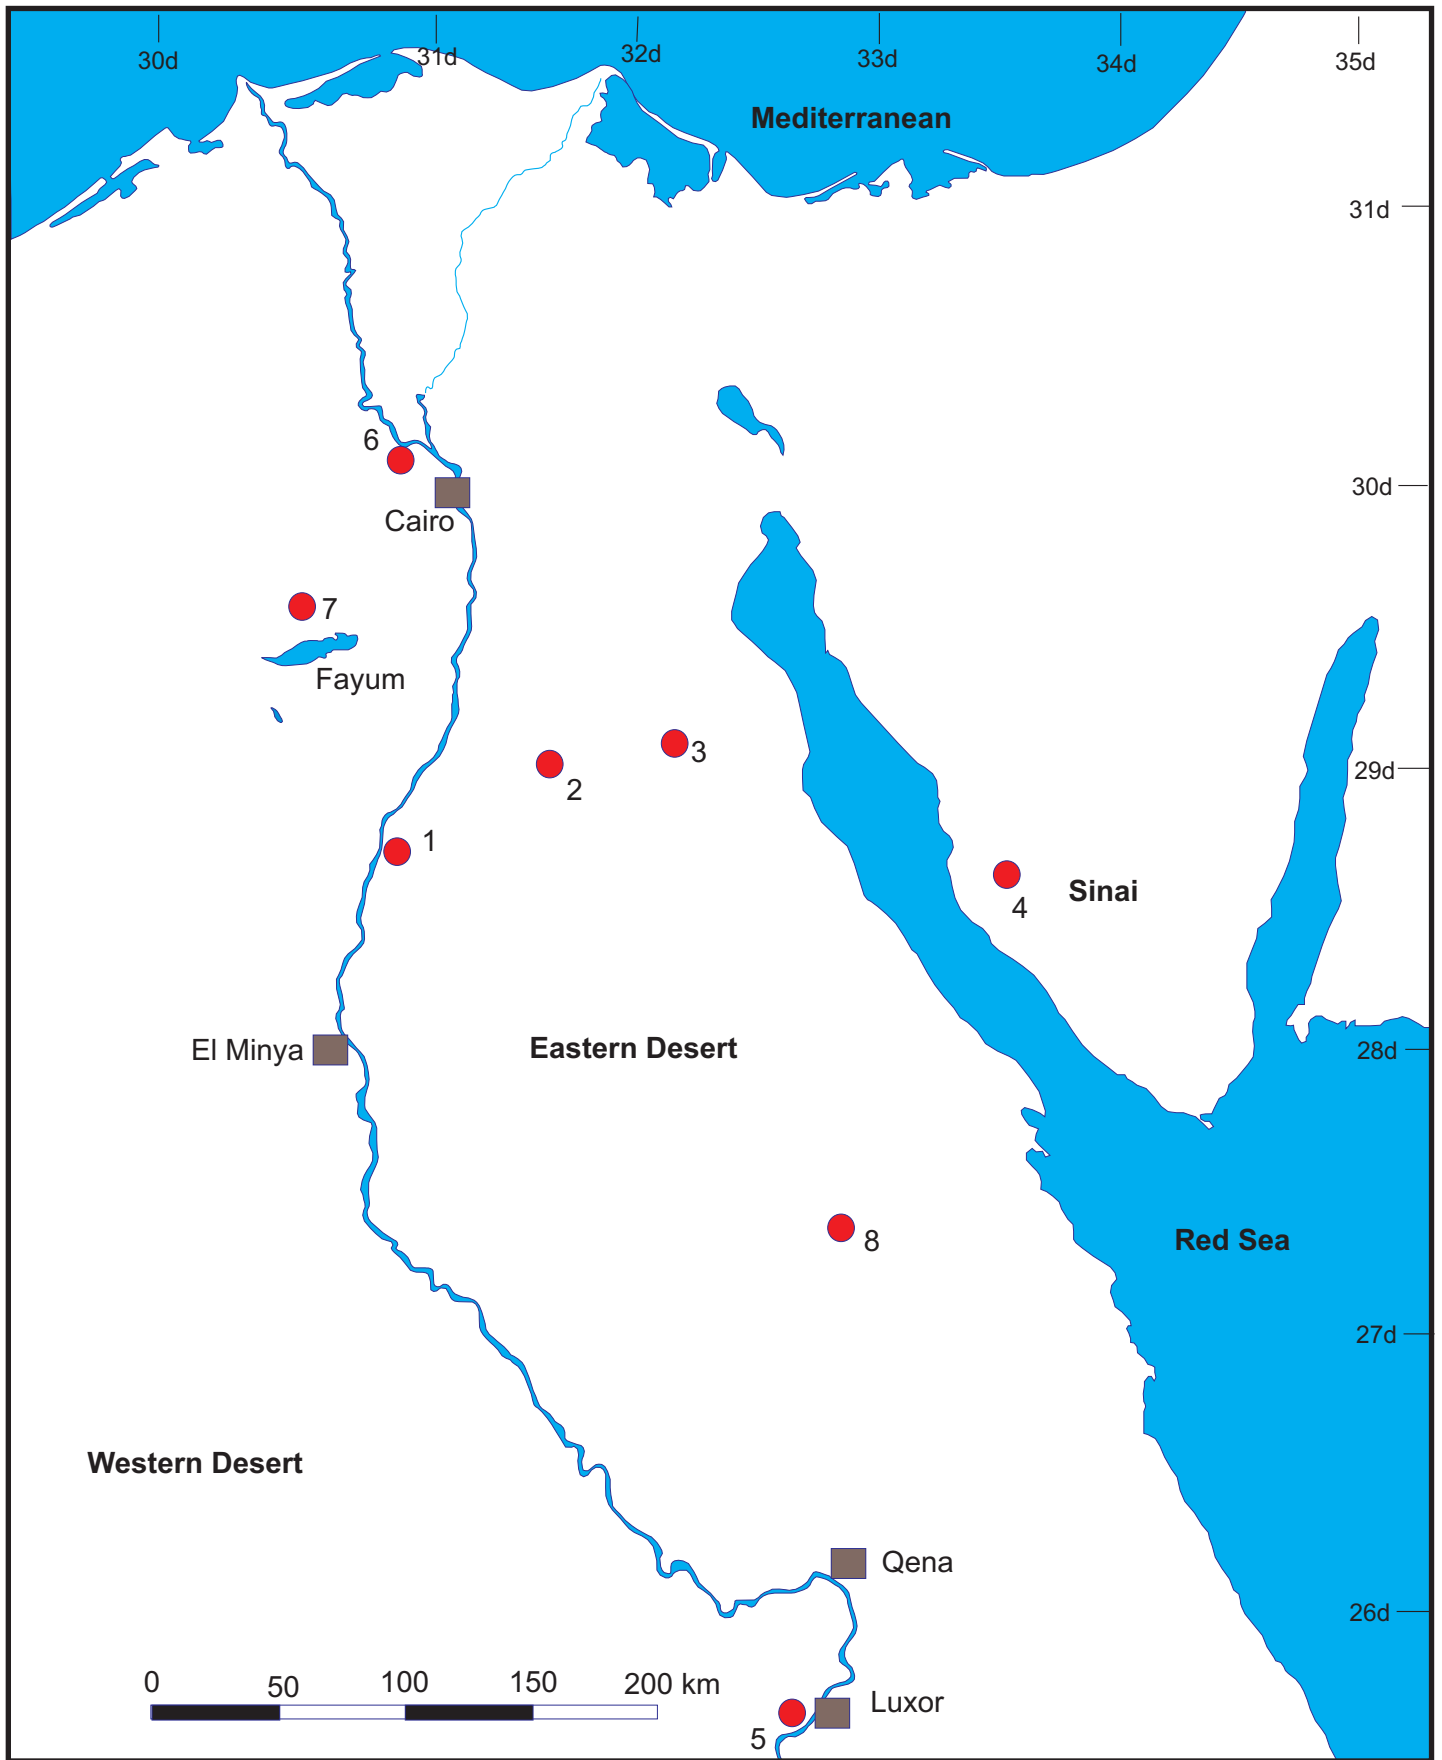 30d
31d
32d
33d
34d
35d
Mediterranean
31d
6
30d
Cairo
7
Fayum
3
29d
2
1
Sinai
4
El Minya
Eastern Desert
28d
8
Red Sea
27d
Western Desert
Qena
26d
0 50 100 150 200 km
Luxor
5